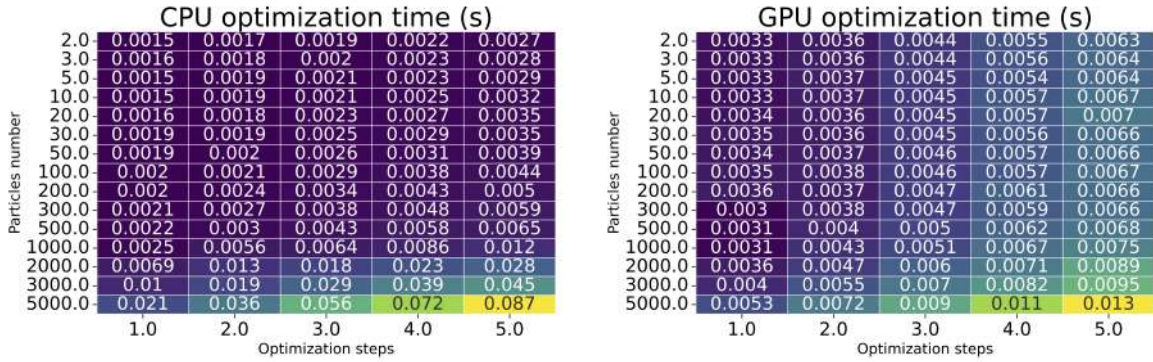 CPU optimization time (s)
Particles number
2.0 0.0015 0.0017 0.0019 0.0022 0.0027
3.0 0.0016 0.0018 0.002 0.0023 0.0028
5.0 0.0015 0.0019 0.0021 0.0023 0.0029
10.0 0.0015 0.0019 0.0021 0.0025 0.0032
20.0 0.0016 0.0018 0.0023 0.0027 0.0035
30.0 0.0019 0.0019 0.0025 0.0029 0.0035
50.0 0.0019 0.002 0.0026 0.0031 0.0039
100.0 0.002 0.0021 0.0029 0.0038 0.0044
200.0 0.002 0.0024 0.0034 0.0043 0.005
300.0 0.0021 0.0027 0.0038 0.0048 0.0059
500.0 0.0022 0.003 0.0043 0.0058 0.0065
1000.0 0.0025 0.0056 0.0064 0.0086 0.012
2000.0 0.0069 0.013 0.018 0.023 0.028
3000.0 0.01 0.019 0.029 0.039 0.045
5000.0 0.021 0.036 0.056 0.072 0.087
1.0 2.0 3.0 4.0 5.0
Optimization steps
GPU optimization time (s)
Particles number
2.0 0.0033 0.0036 0.0044 0.0055 0.0063
3.0 0.0033 0.0036 0.0044 0.0056 0.0064
5.0 0.0033 0.0037 0.0045 0.0054 0.0064
10.0 0.0033 0.0037 0.0045 0.0057 0.0067
20.0 0.0034 0.0036 0.0045 0.0057 0.007
30.0 0.0035 0.0036 0.0045 0.0056 0.0066
50.0 0.0034 0.0037 0.0046 0.0057 0.0066
100.0 0.0035 0.0038 0.0046 0.0057 0.0067
200.0 0.0036 0.0037 0.0047 0.0061 0.0066
300.0 0.003 0.0038 0.0047 0.0059 0.0066
500.0 0.0031 0.004 0.005 0.0062 0.0068
1000.0 0.0031 0.0043 0.0051 0.0067 0.0075
2000.0 0.0036 0.0047 0.006 0.0071 0.0089
3000.0 0.004 0.0055 0.007 0.0082 0.0095
5000.0 0.0053 0.0072 0.009 0.011 0.013
1.0 2.0 3.0 4.0 5.0
Optimization steps